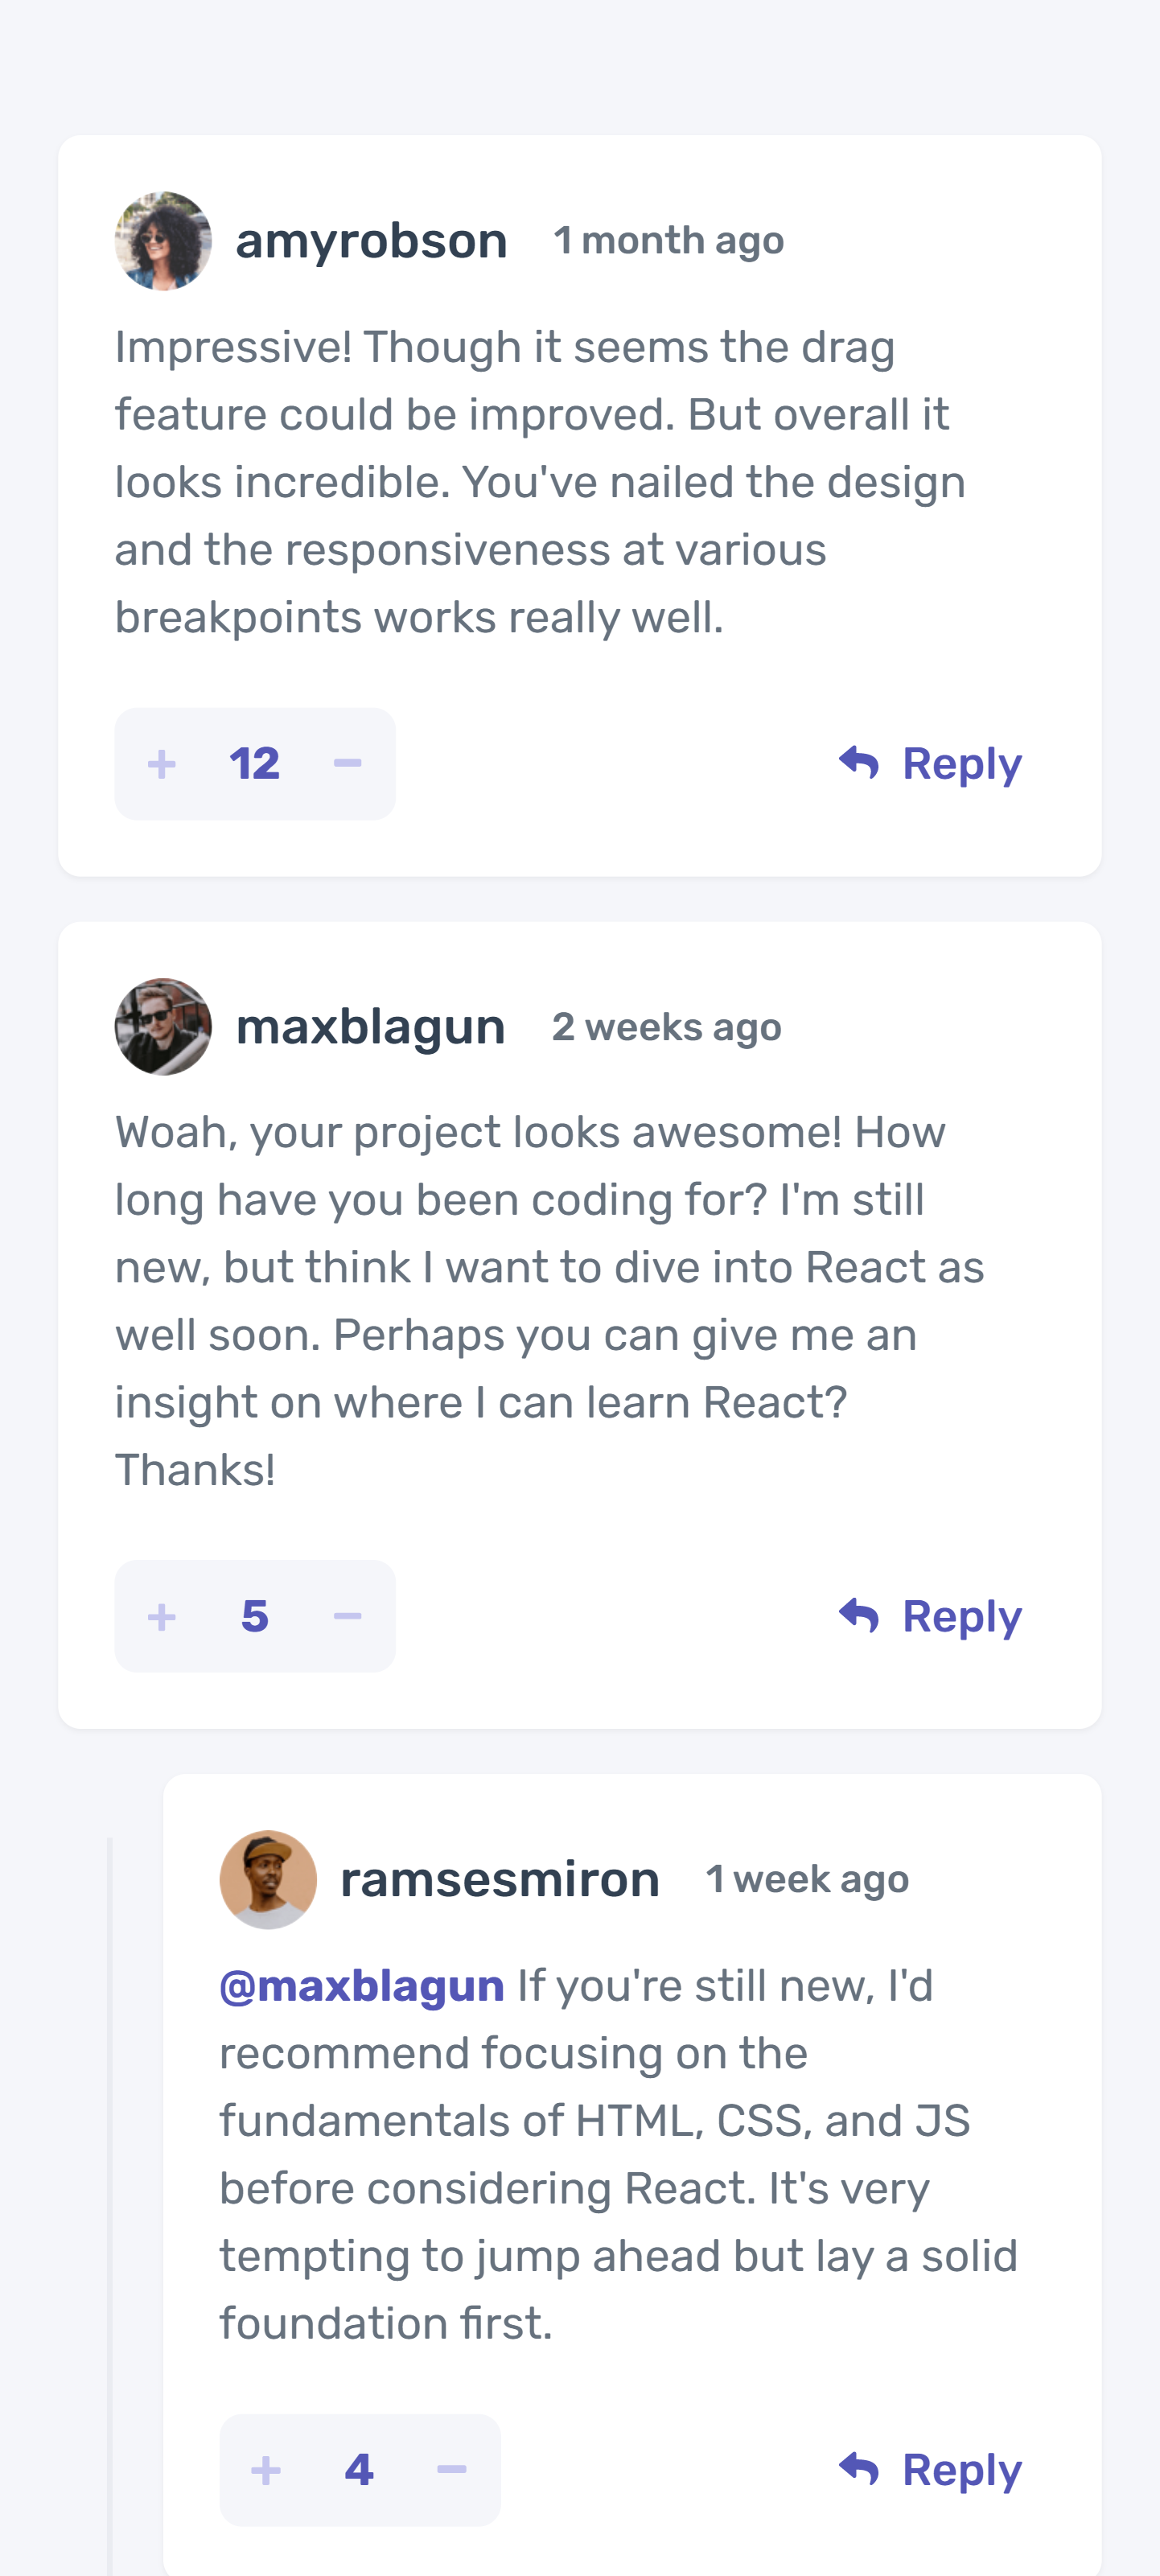 amyrobson 1 month ago
Impressive! Though it seems the drag
feature could be improved. But overall it
looks incredible. You've nailed the design
and the responsiveness at various
breakpoints works really well.
+ 12 − Reply
maxblagun 2 weeks ago
Woah, your project looks awesome! How
long have you been coding for? I'm still
new, but think I want to dive into React as
well soon. Perhaps you can give me an
insight on where I can learn React?
Thanks!
+ 5 − Reply
ramsesmiron 1 week ago
@maxblagun If you're still new, I'd
recommend focusing on the
fundamentals of HTML, CSS, and JS
before considering React. It's very
tempting to jump ahead but lay a solid
foundation first.
+ 4 − Reply